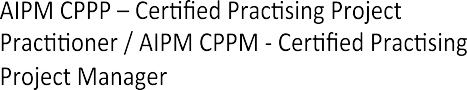 AIPM CPPP – Certified Practising Project
Practitioner / AIPM CPPM - Certified Practising
Project Manager